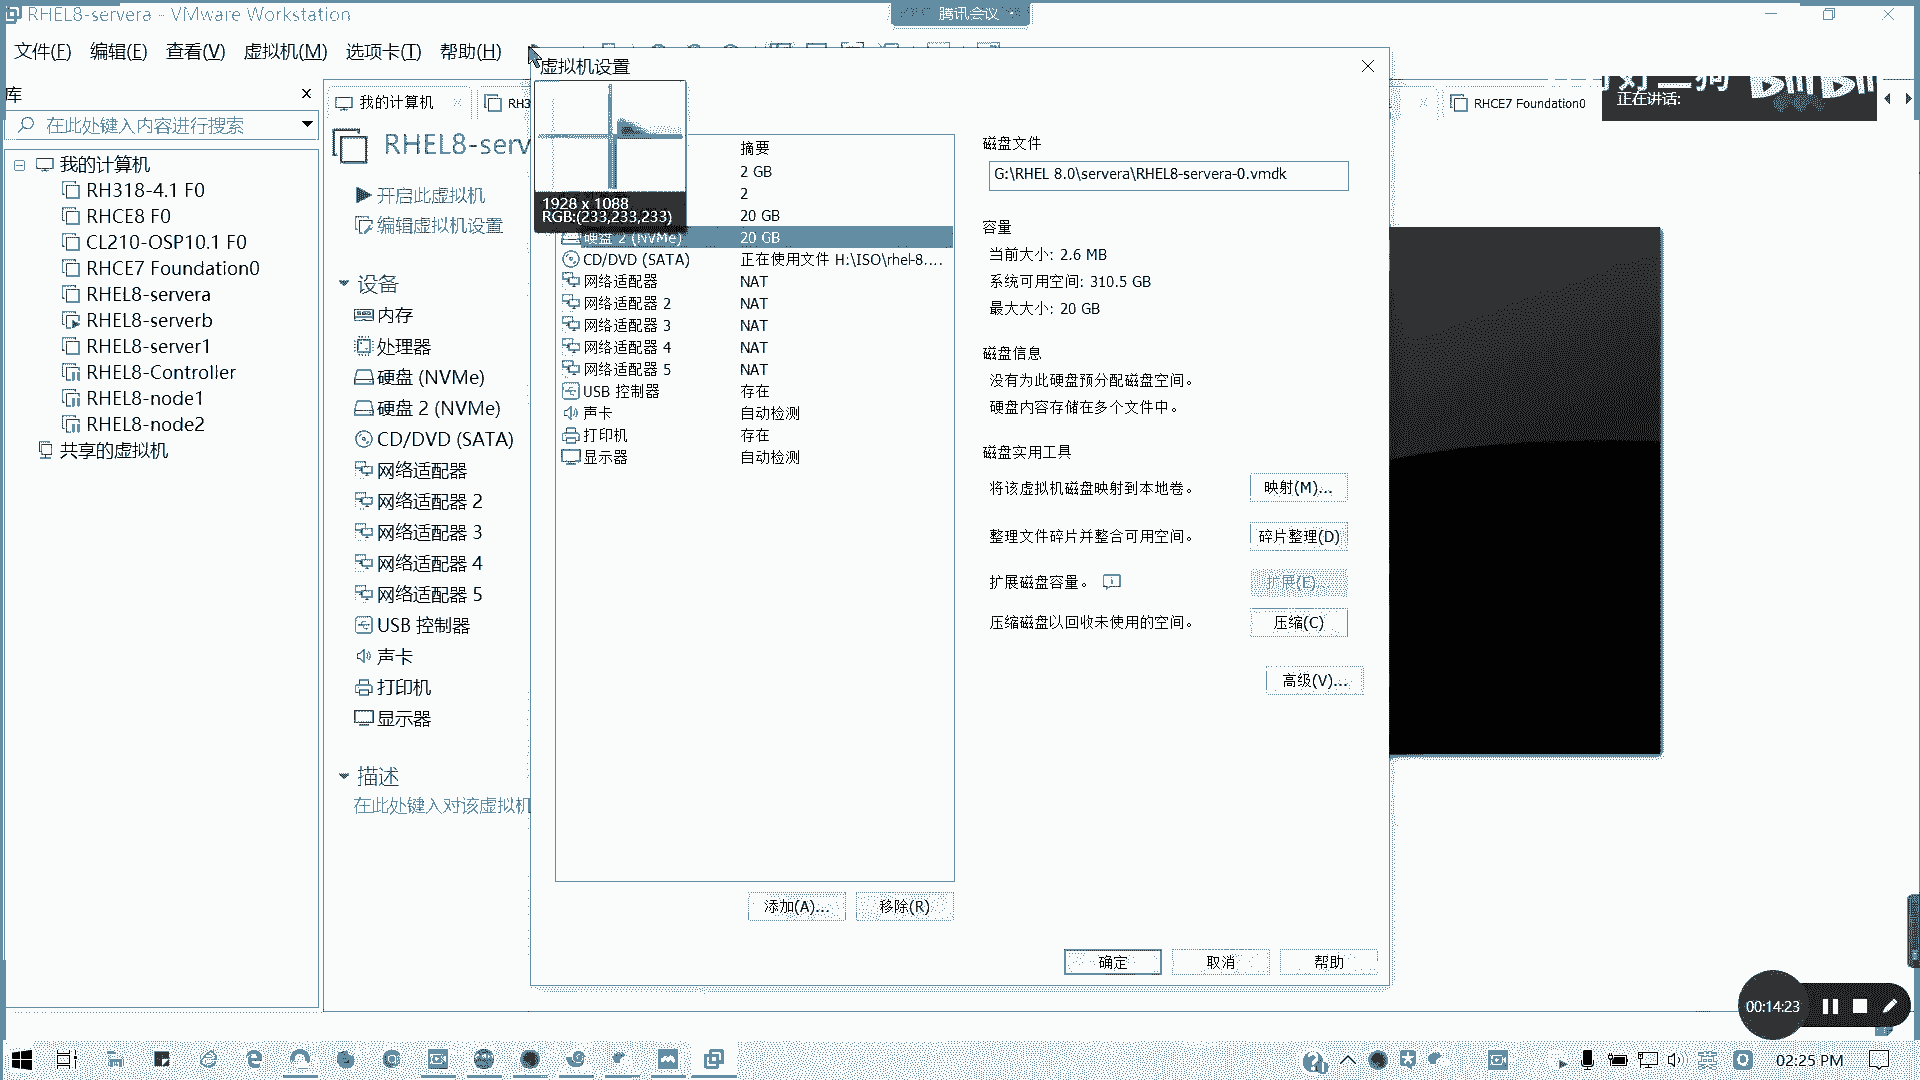 RHEL8-servera - VMware Workstation
腾讯会议
文件(F) 编辑(E) 查看(V) 虚拟机(M) 选项卡(T) 帮助(H)
库
在此处键入内容进行搜索
我的计算机
RH318-4.1 F0
RHCE8 F0
CL210-OSP10.1 F0
RHCE7 Foundation0
RHEL8-servera
RHEL8-serverb
RHEL8-server1
RHEL8-Controller
RHEL8-node1
RHEL8-node2
共享的虚拟机
我的计算机
RH3
RHCE7 Foundation0
正在讲话:
RHEL8-serv
开启此虚拟机
编辑虚拟机设置
设备
内存
处理器
硬盘 (NVMe)
硬盘 2 (NVMe)
CD/DVD (SATA)
网络适配器
网络适配器 2
网络适配器 3
网络适配器 4
网络适配器 5
USB 控制器
声卡
打印机
显示器
描述
在此处键入对该虚拟机
虚拟机设置
1928 x 1088
RGB:(233,233,233)
摘要
2 GB
2
20 GB
硬盘 2 (NVMe) 20 GB
CD/DVD (SATA) 正在使用文件 H:\ISO\rhel-8....
网络适配器 NAT
网络适配器 2 NAT
网络适配器 3 NAT
网络适配器 4 NAT
网络适配器 5 NAT
USB 控制器 存在
声卡 自动检测
打印机 存在
显示器 自动检测
添加(A)... 移除(R)
磁盘文件
G:\RHEL 8.0\servera\RHEL8-servera-0.vmdk
容量
当前大小: 2.6 MB
系统可用空间: 310.5 GB
最大大小: 20 GB
磁盘信息
没有为此硬盘预分配磁盘空间。
硬盘内容存储在多个文件中。
磁盘实用工具
将该虚拟机磁盘映射到本地卷。 映射(M)...
整理文件碎片并整合可用空间。 碎片整理(D)
扩展磁盘容量。 扩展(E)...
压缩磁盘以回收未使用的空间。 压缩(C)
高级(V)...
确定 取消 帮助
00:14:23
英
02:25 PM